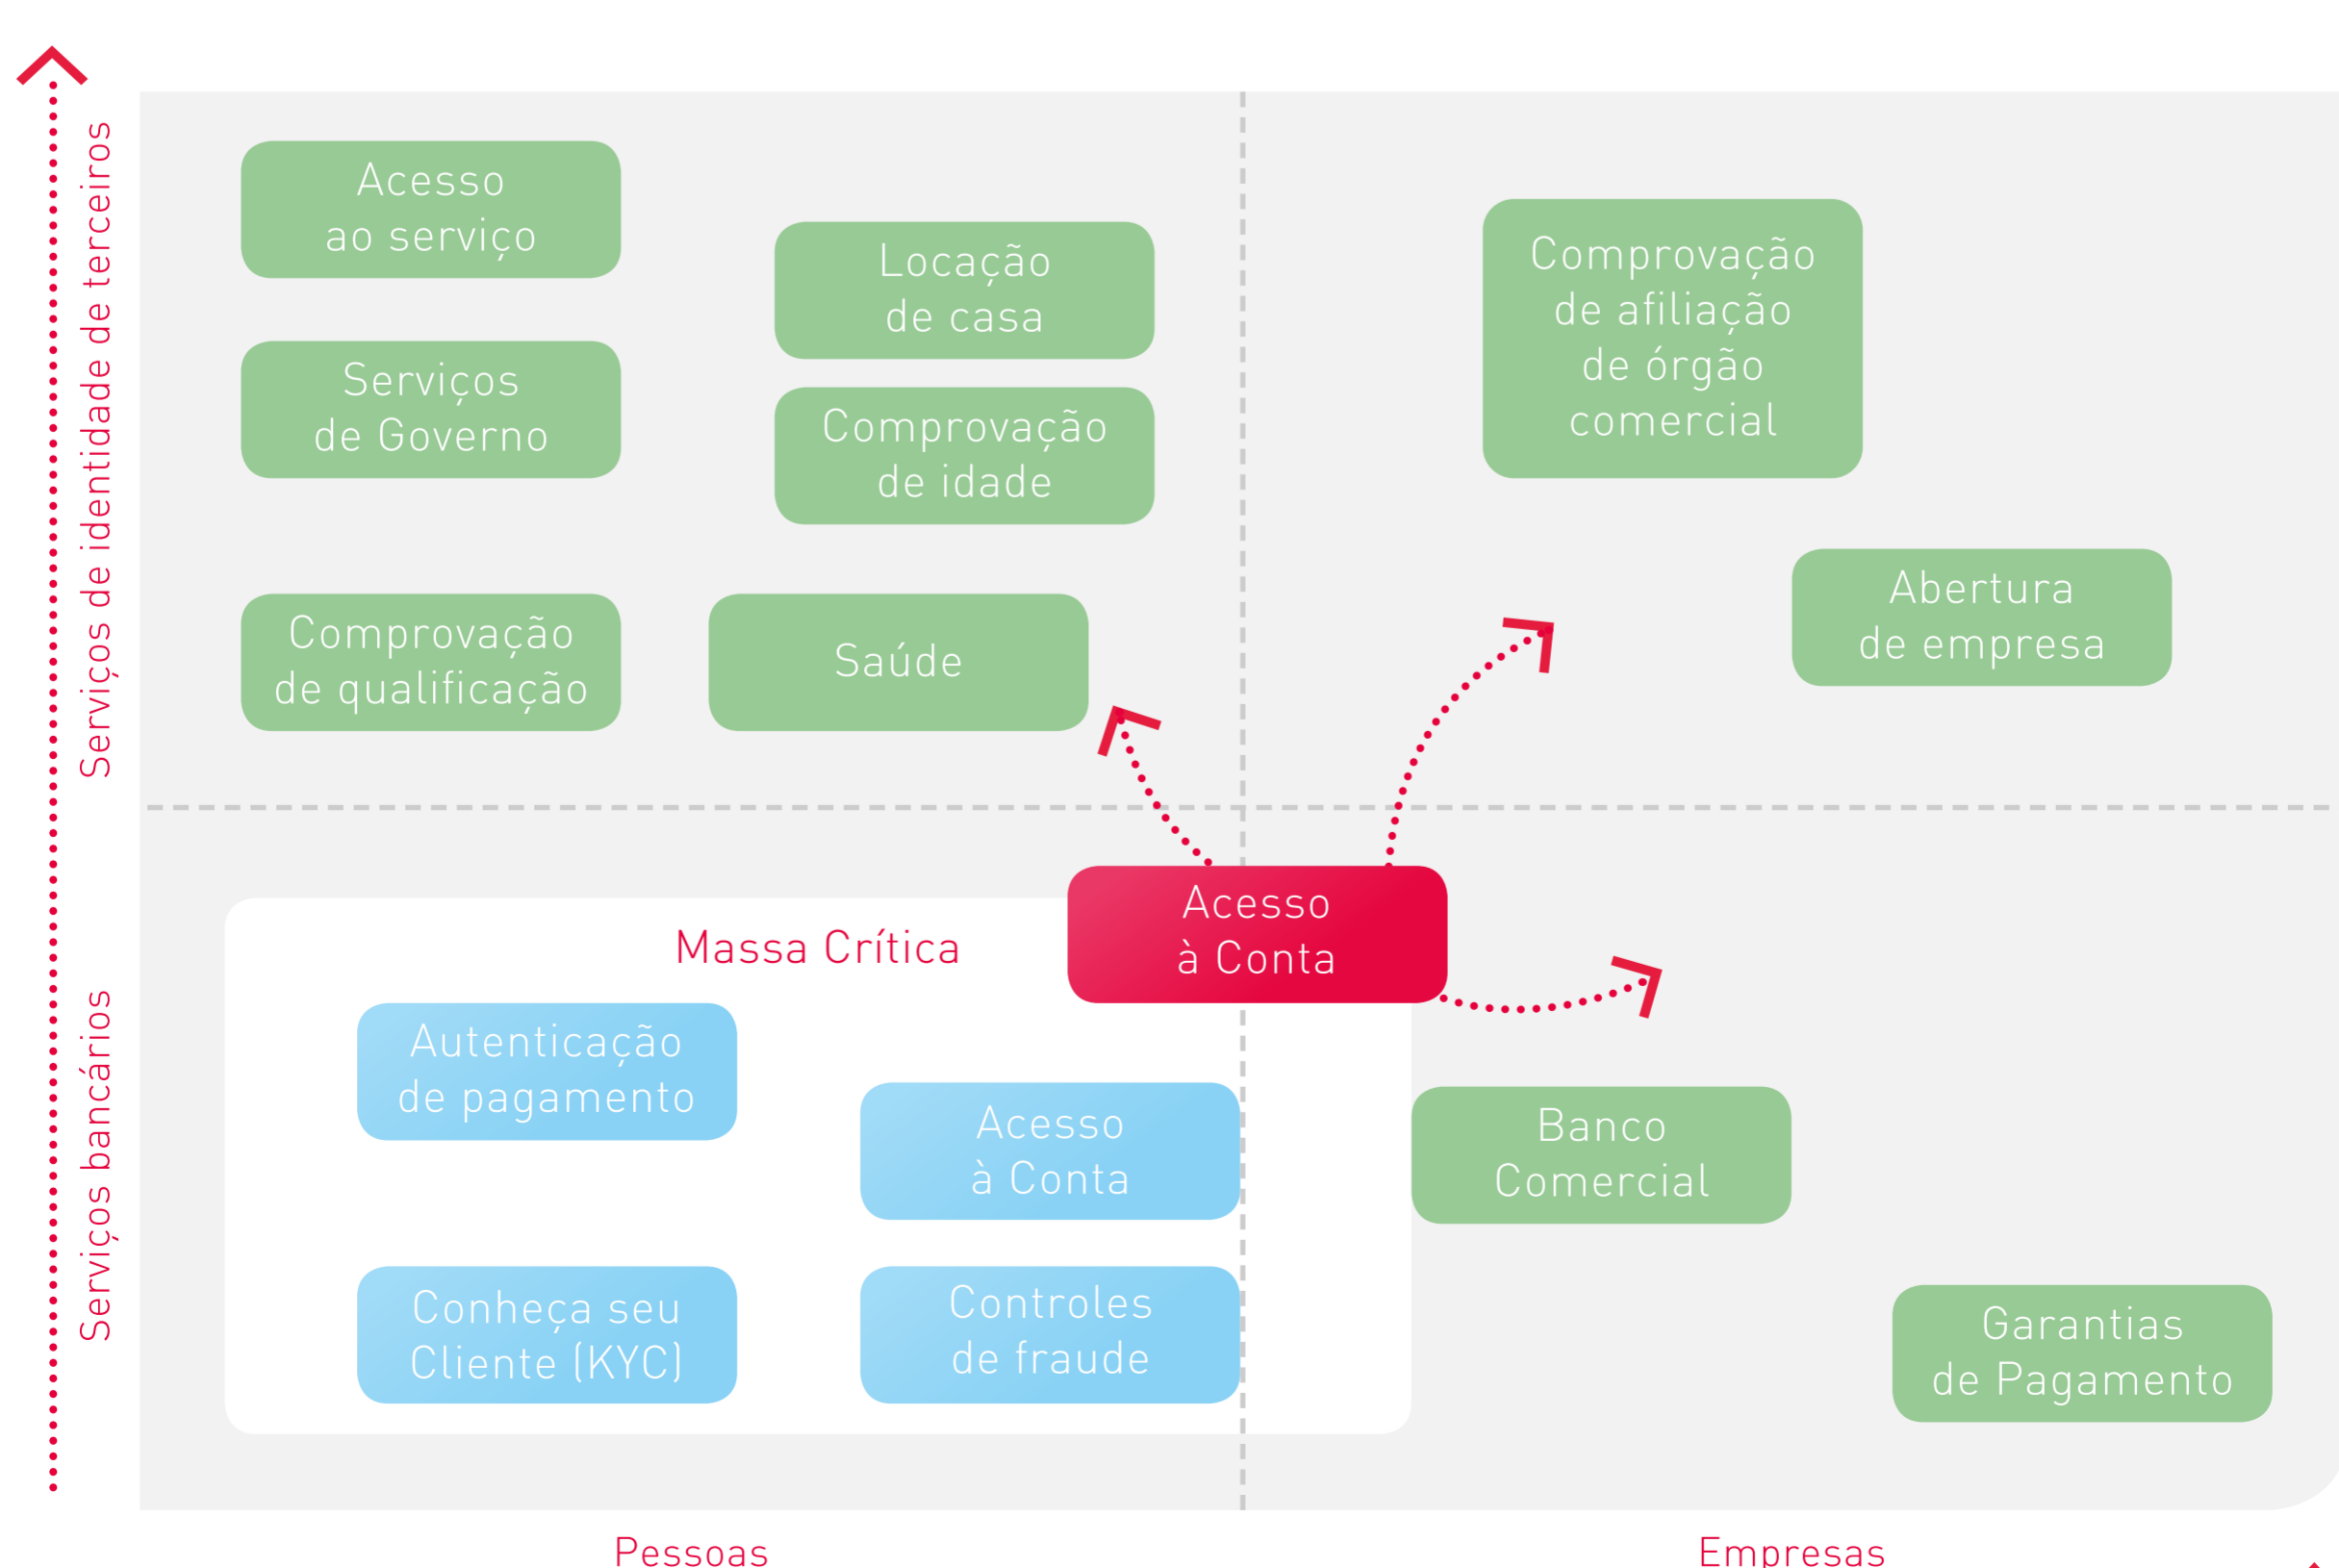 Serviços de identidade de terceiros
Serviços bancários
Acesso
ao serviço
Locação
de casa
Serviços
de Governo
Comprovação
de idade
Comprovação
de qualificação
Saúde
Comprovação
de afiliação
de órgão
comercial
Abertura
de empresa
Massa Crítica
Acesso
à Conta
Autenticação
de pagamento
Acesso
à Conta
Conheça seu
Cliente (KYC)
Controles
de fraude
Banco
Comercial
Garantias
de Pagamento
Pessoas
Empresas